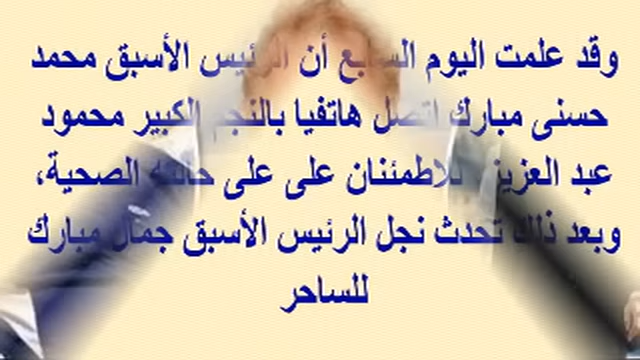 وقد علمت اليوم السابع أن الرئيس الأسبق محمد
حسنى مبارك اتصل هاتفيا بالنجم الكبير محمود
عبد العزيز للاطمئنان على على حالته الصحية،
وبعد ذلك تحدث نجل الرئيس الأسبق جمال مبارك
للساحر